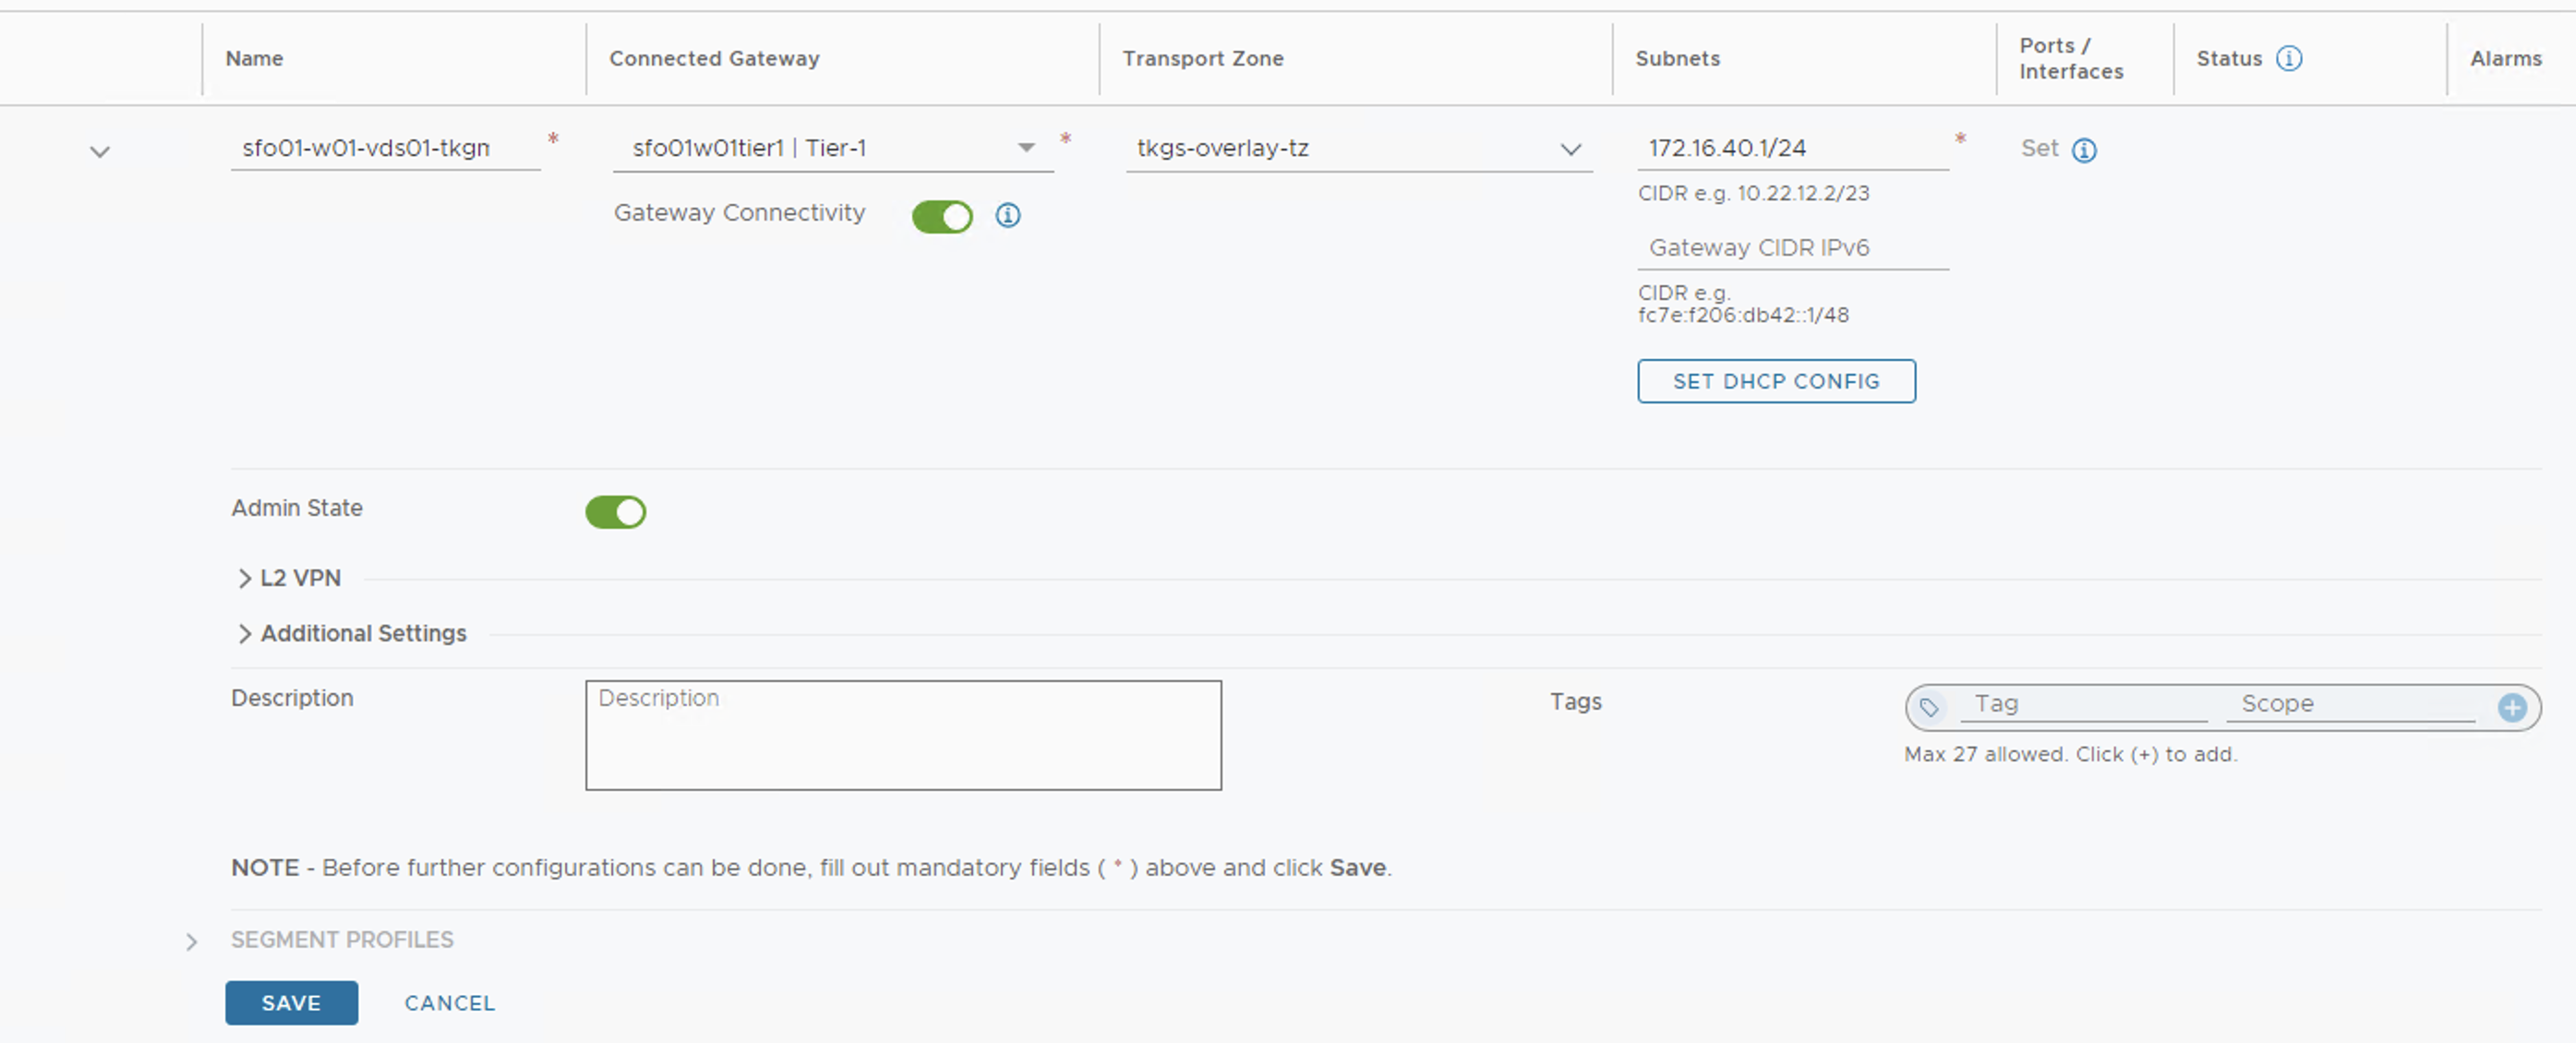 Name
Connected Gateway
Transport Zone
Subnets
Ports /
Interfaces
Status
Alarms
sfo01-w01-vds01-tkgm *
sfo01w01tier1 | Tier-1 *
tkgs-overlay-tz
172.16.40.1/24 *
Set
Gateway Connectivity
CIDR e.g. 10.22.12.2/23
Gateway CIDR IPv6
CIDR e.g.
fc7e:f206:db42::1/48
SET DHCP CONFIG
Admin State
L2 VPN
Additional Settings
Description
Description
Tags
Tag
Scope
Max 27 allowed. Click (+) to add.
NOTE - Before further configurations can be done, fill out mandatory fields ( * ) above and click Save.
SEGMENT PROFILES
SAVE
CANCEL